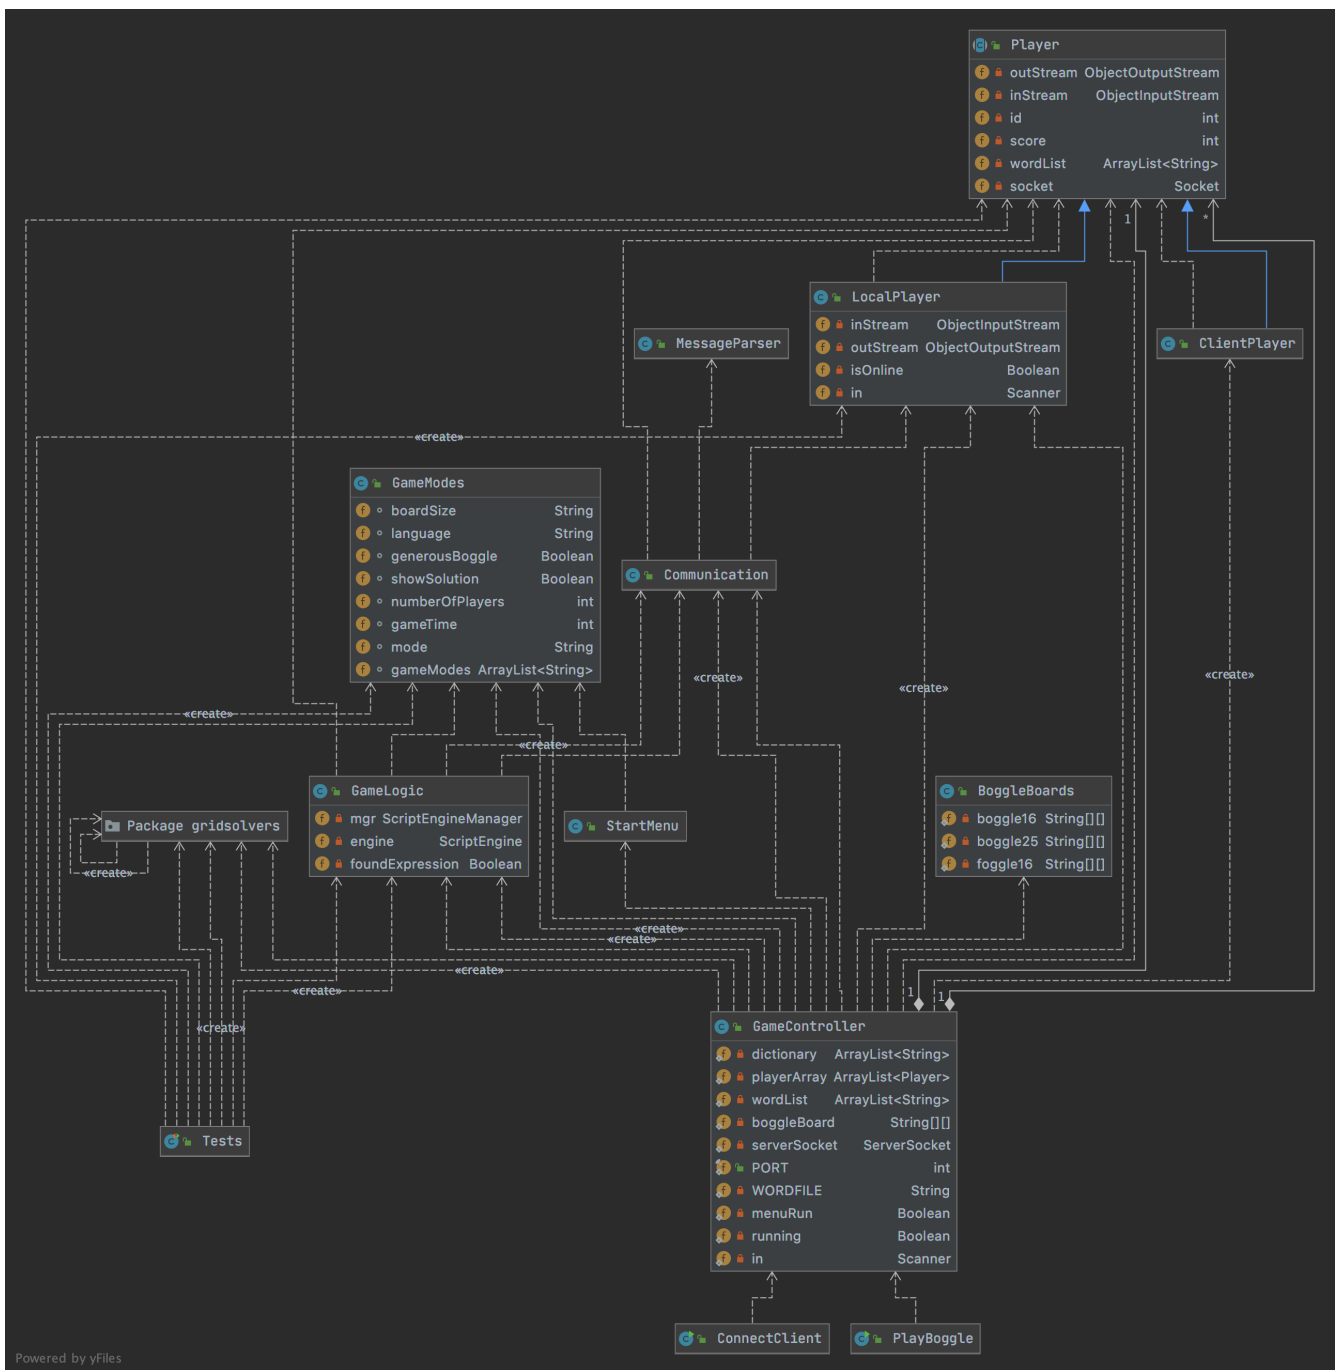 Player
outStream ObjectOutputStream
inStream ObjectInputStream
id int
score int
wordList ArrayList<String>
socket Socket
1
*
LocalPlayer
inStream ObjectInputStream
outStream ObjectOutputStream
isOnline Boolean
in Scanner
MessageParser
ClientPlayer
«create»
GameModes
boardSize String
language String
generousBoggle Boolean
showSolution Boolean
numberOfPlayers int
gameTime int
mode String
gameModes ArrayList<String>
Communication
«create»
«create»
«create»
«create»
«create»
GameLogic
mgr ScriptEngineManager
engine ScriptEngine
foundExpression Boolean
Package gridsolvers
«create»
StartMenu
BoggleBoards
boggle16 String[][]
boggle25 String[][]
foggle16 String[][]
«create»
«create»
«create»
«create»
«create»
1
1
GameController
dictionary ArrayList<String>
playerArray ArrayList<Player>
wordList ArrayList<String>
boggleBoard String[][]
serverSocket ServerSocket
PORT int
WORDFILE String
menuRun Boolean
running Boolean
in Scanner
Tests
ConnectClient
PlayBoggle
Powered by yFiles